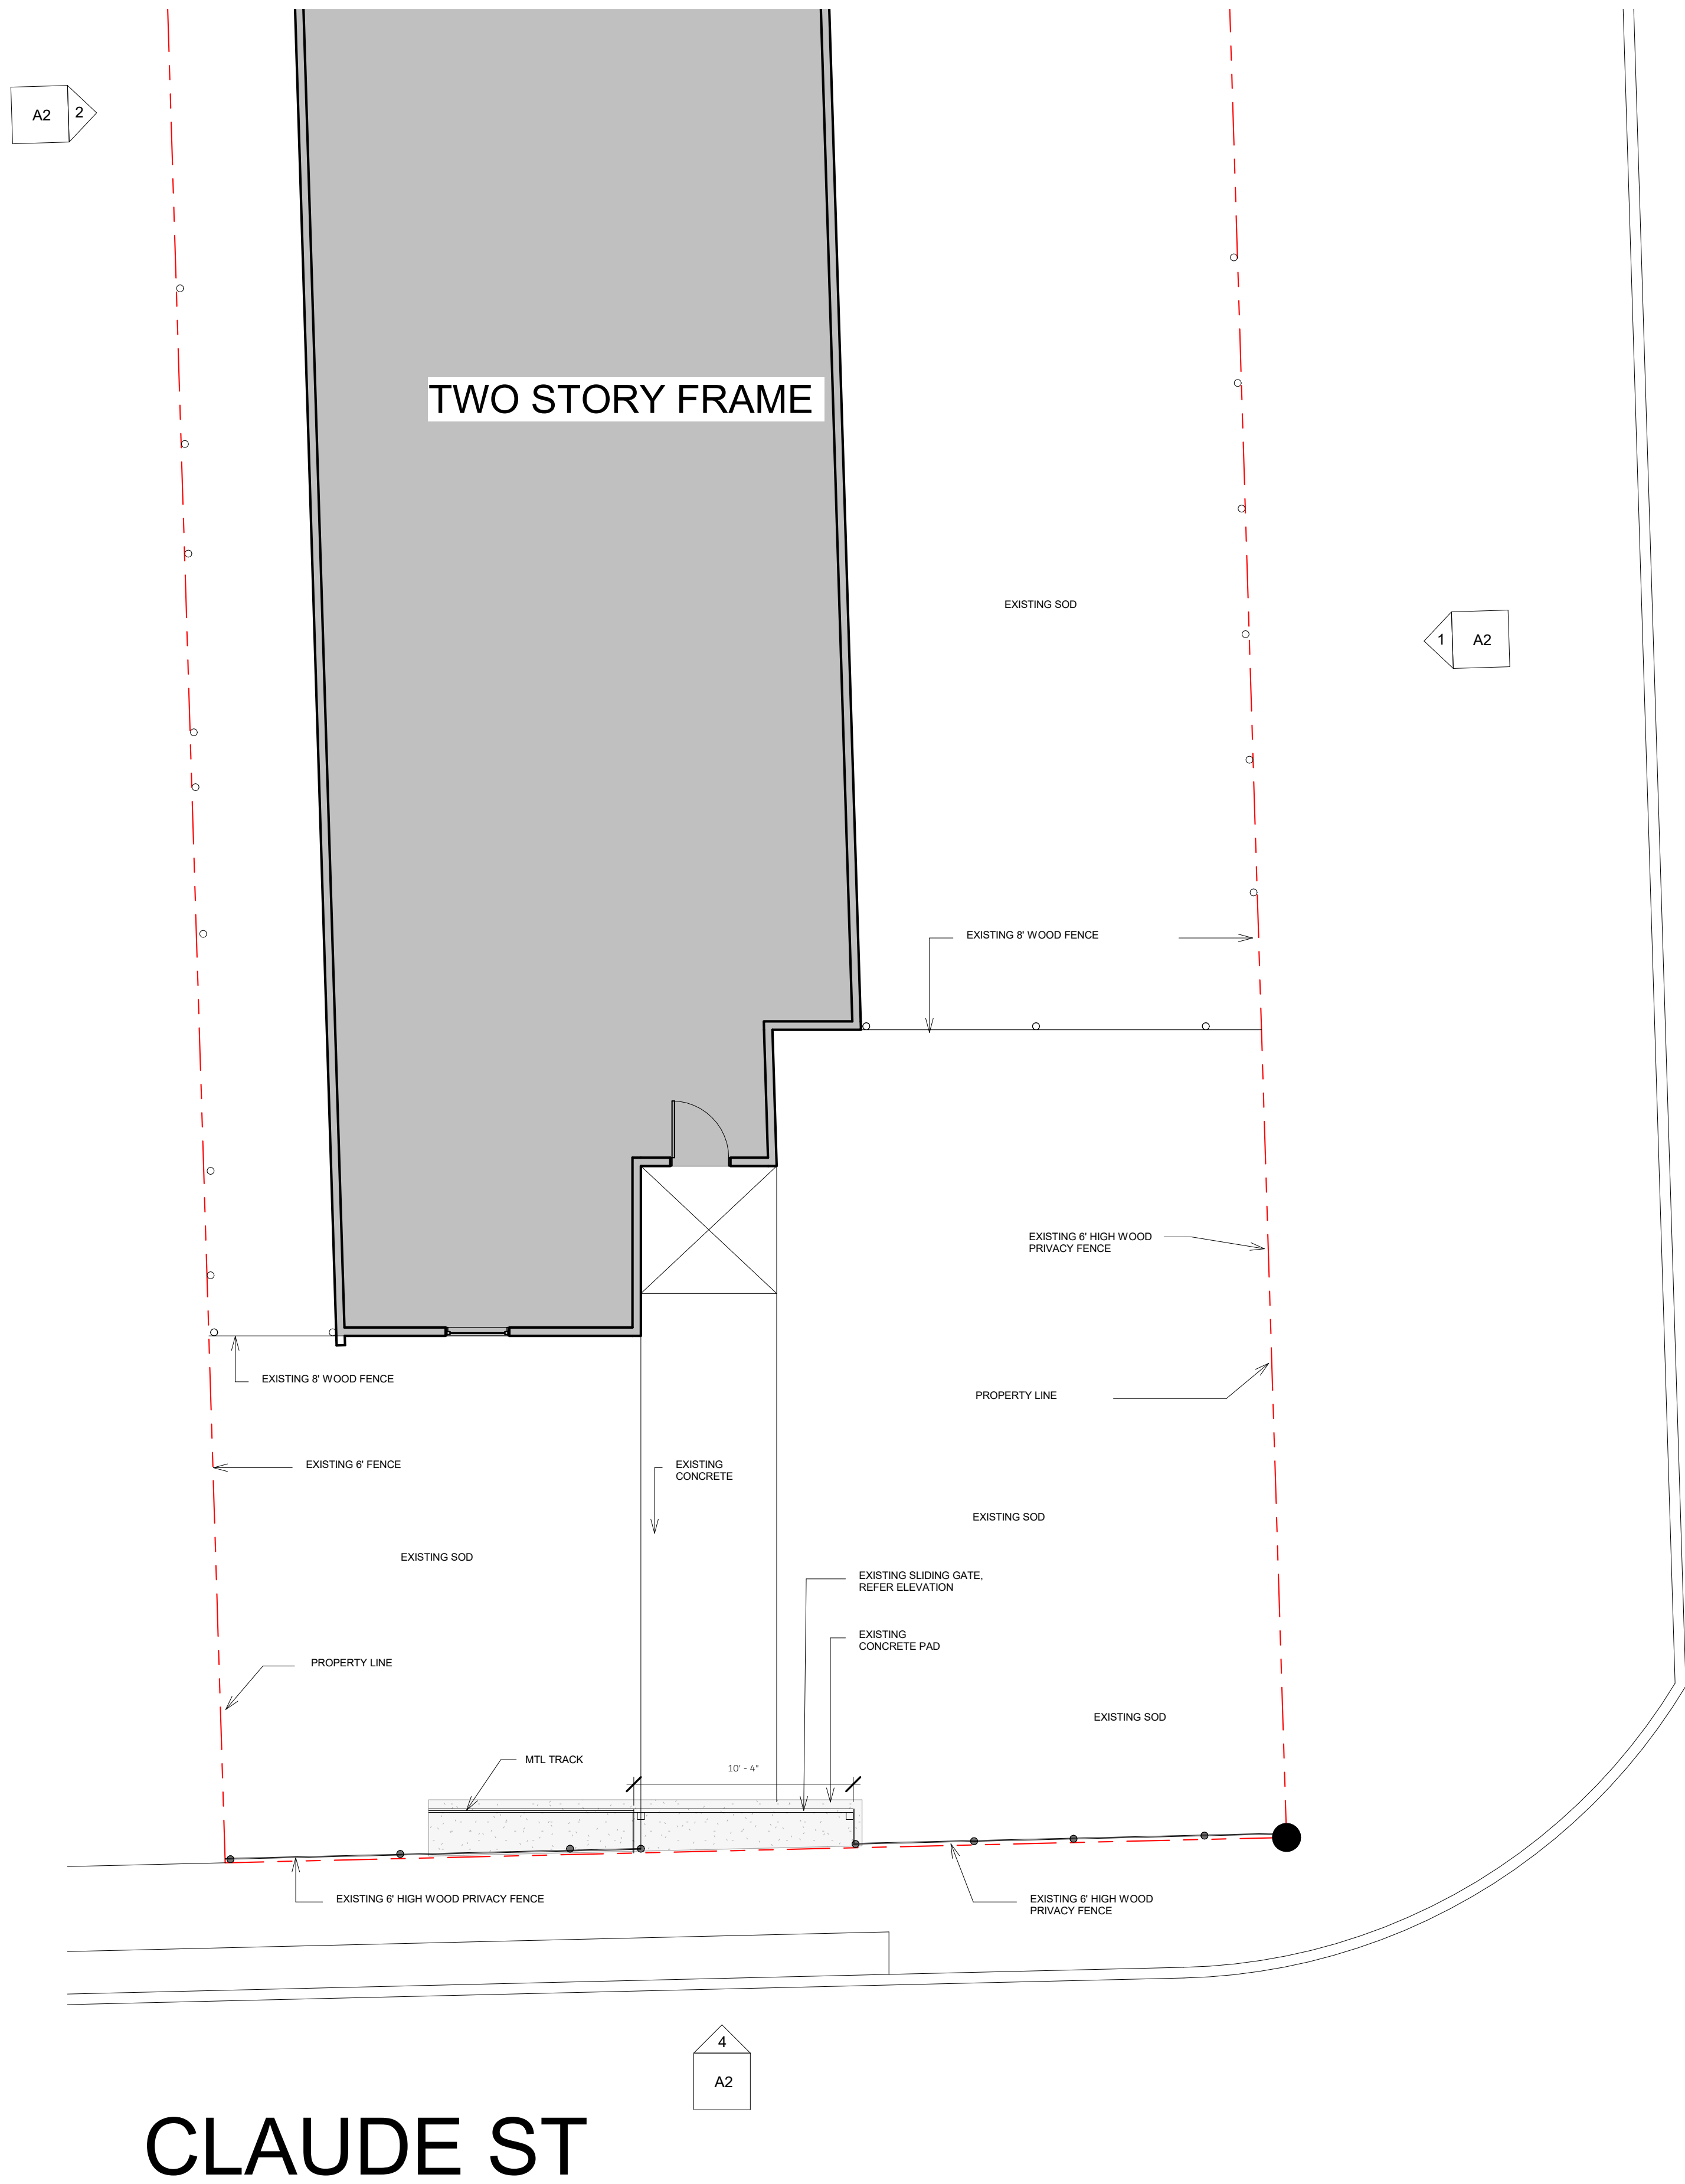 A2
2
TWO STORY FRAME
EXISTING SOD
1
A2
EXISTING 8' WOOD FENCE
EXISTING 6' HIGH WOOD
PRIVACY FENCE
EXISTING 8' WOOD FENCE
PROPERTY LINE
EXISTING 6' FENCE
EXISTING
CONCRETE
EXISTING SOD
EXISTING SOD
EXISTING SLIDING GATE,
REFER ELEVATION
EXISTING
CONCRETE PAD
PROPERTY LINE
EXISTING SOD
MTL TRACK
10' - 4"
EXISTING 6' HIGH WOOD PRIVACY FENCE
EXISTING 6' HIGH WOOD
PRIVACY FENCE
4
A2
CLAUDE ST